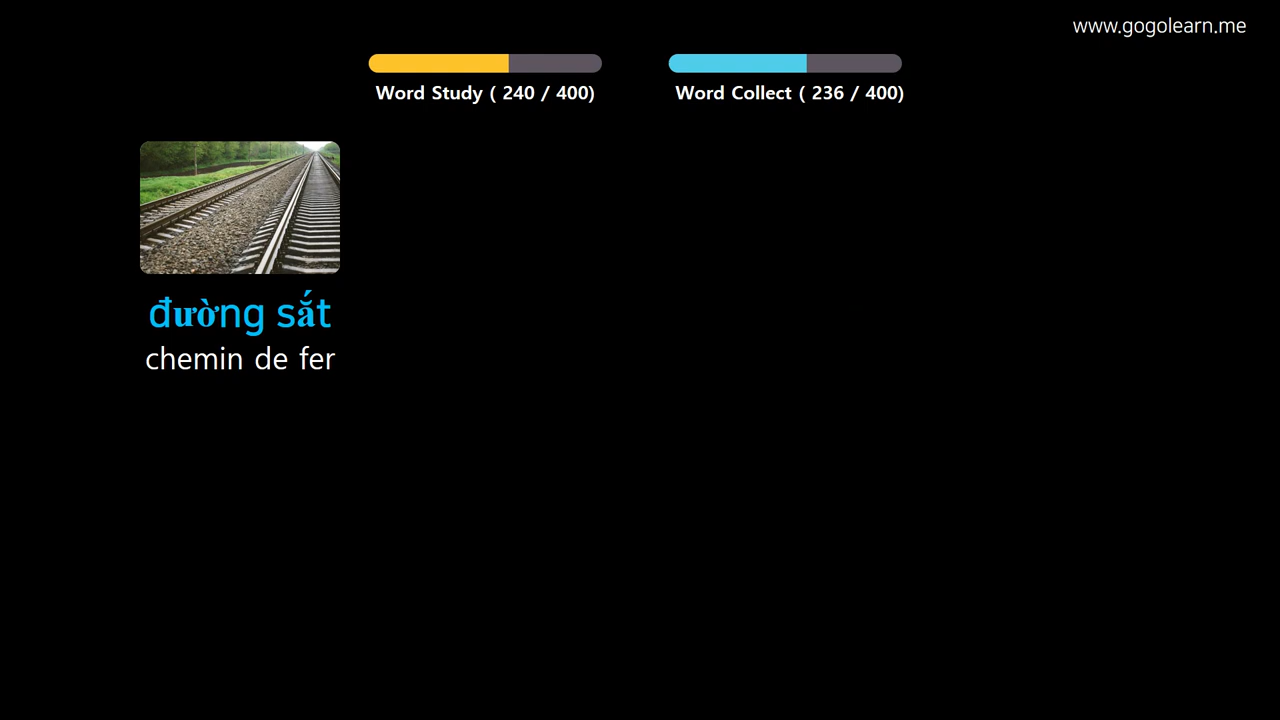 www.gogolearn.me
Word Study ( 240 / 400)
Word Collect ( 236 / 400)
đường sắt
chemin de fer